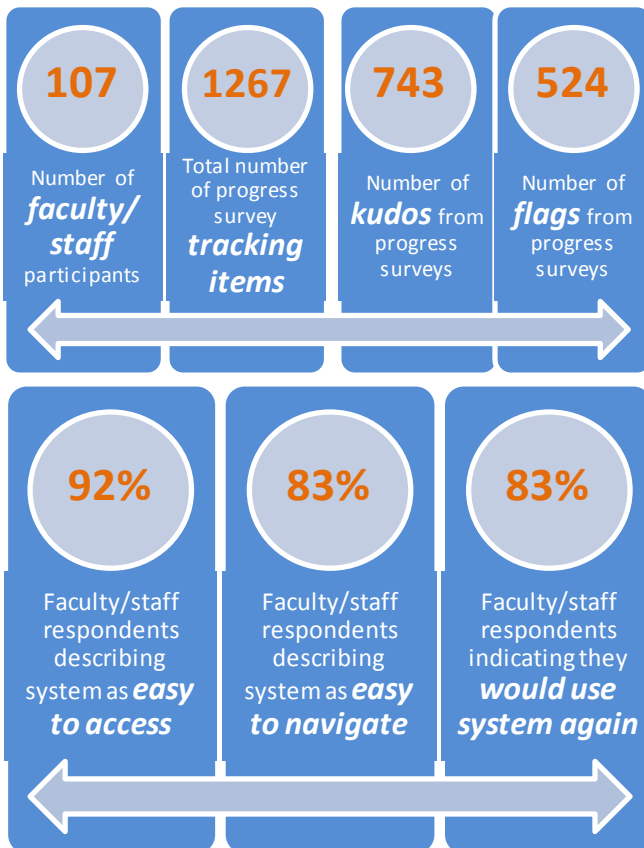 107
Number of
faculty/
staff
participants
1267
Total number
of progress
survey
tracking
items
743
Number of
kudos from
progress
surveys
524
Number of
flags from
progress
surveys
92%
Faculty/staff
respondents
describing
system as easy
to access
83%
Faculty/staff
respondents
describing
system as easy
to navigate
83%
Faculty/staff
respondents
indicating they
would use
system again